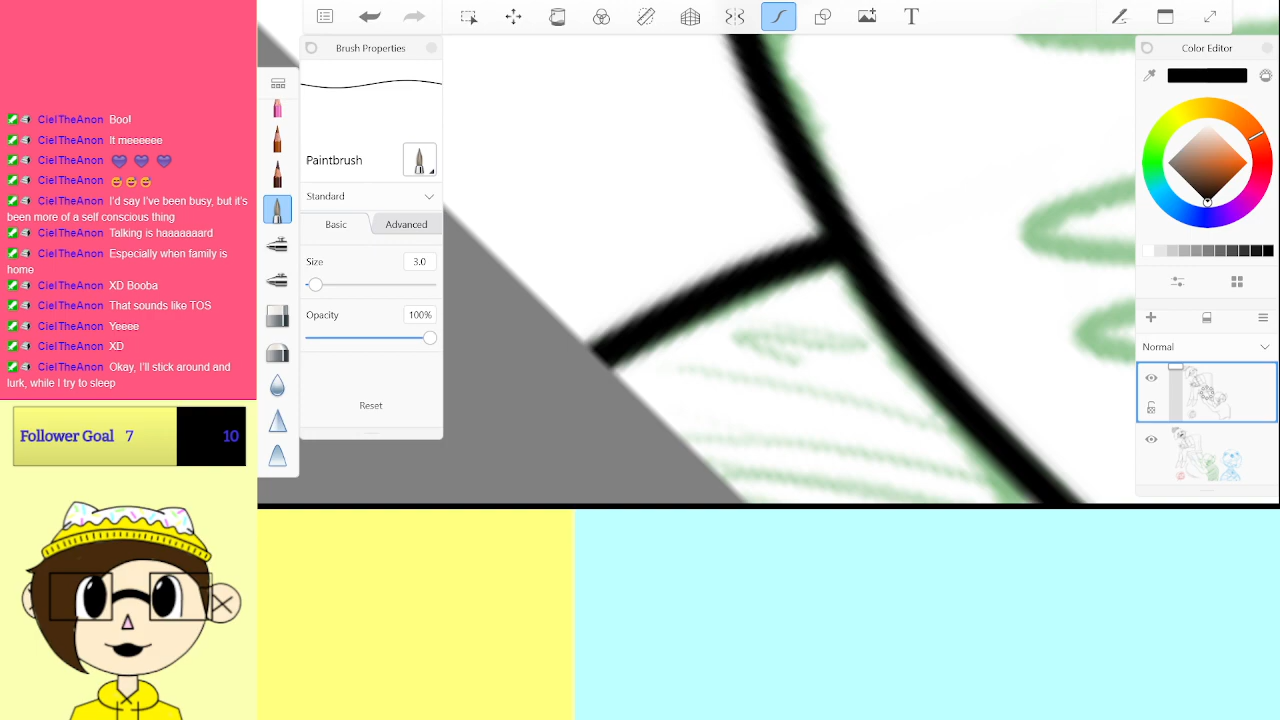 CielTheAnon Boo!
CielTheAnon It meeeeee
CielTheAnon
CielTheAnon
CielTheAnon I'd say I've been busy, but it's
been more of a self conscious thing
CielTheAnon Talking is haaaaaaard
CielTheAnon Especially when family is
home
CielTheAnon XD Booba
CielTheAnon That sounds like TOS
CielTheAnon Yeeee
CielTheAnon XD
CielTheAnon Okay, I'll stick around and
lurk, while I try to sleep
Follower Goal 7 10
T
Brush Properties
Paintbrush
Standard
Basic Advanced
Size 3.0
Opacity 100%
Reset
Color Editor
Normal